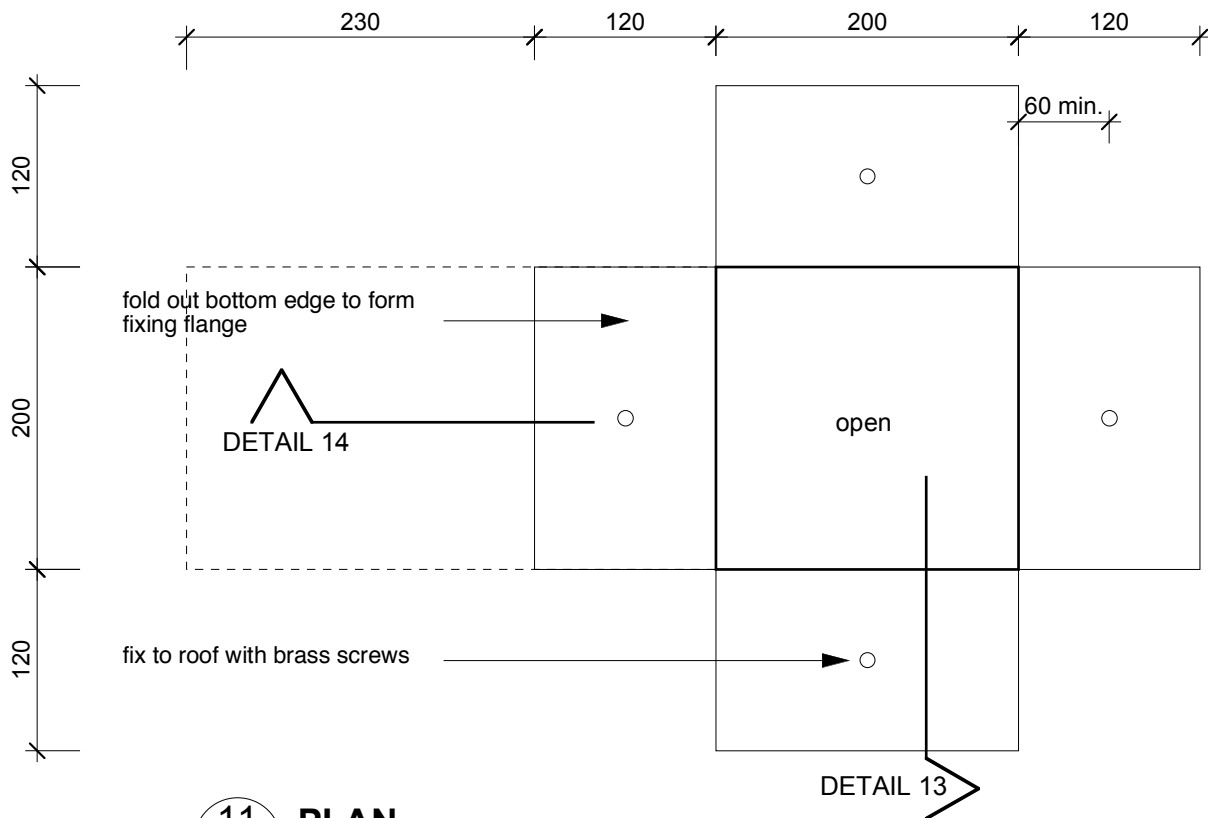 230
120
200
120
60 min.
120
fold out bottom edge to form
fixing flange
200
open
DETAIL 14
120
fix to roof with brass screws
DETAIL 13
11
PLAN